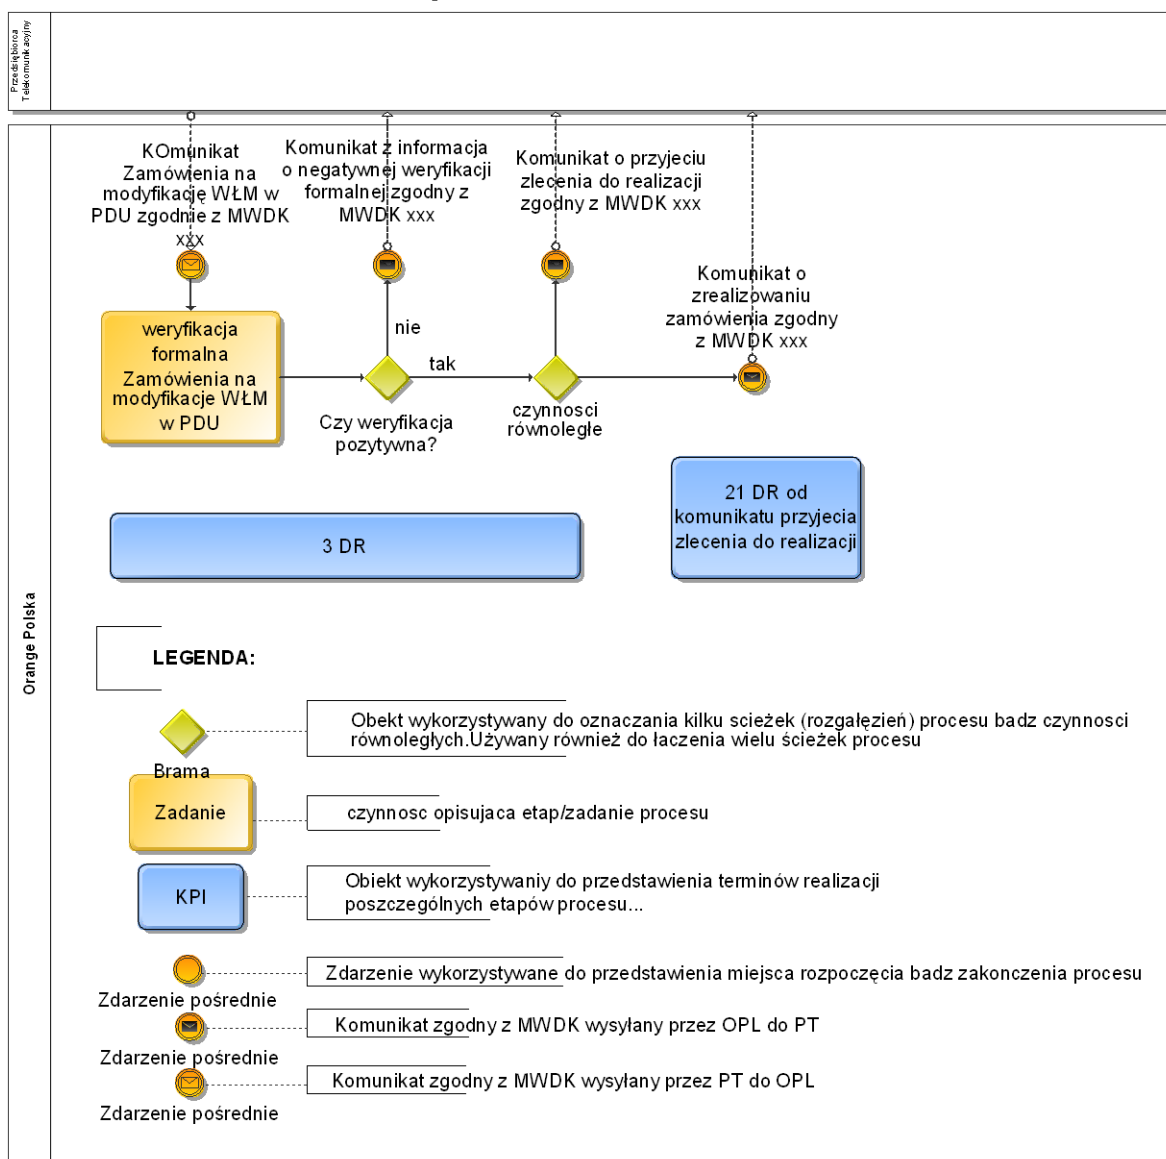 Przedsiębiorca
Telekomunikacyjny
KOmunikat
Zamówienia na
modyfikację WŁM w
PDU zgodnie z MWDK
xxx
Komunikat z informacja
o negatywnej weryfikacji
formalnej zgodny z
MWDK xxx
Komunikat o przyjeciu
zlecenia do realizacji
zgodny z MWDK xxx
Komunikat o
zrealizowaniu
zamówienia zgodny
z MWDK xxx
weryfikacja
formalna
Zamówienia na
modyfikacje WŁM
w PDU
nie
tak
Czy weryfikacja
pozytywna?
czynnosci
równoległe
3 DR
21 DR od
komunikatu przyjecia
zlecenia do realizacji
Orange Polska
LEGENDA:
Brama
Obekt wykorzystywany do oznaczania kilku scieżek (rozgałęzień) procesu badz czynnosci
równoległych.Używany również do łaczenia wielu ścieżek procesu
Zadanie
czynnosc opisujaca etap/zadanie procesu
KPI
Obiekt wykorzystywaniy do przedstawienia terminów realizacji
poszczególnych etapów procesu...
Zdarzenie pośrednie
Zdarzenie wykorzystywane do przedstawienia miejsca rozpoczęcia badz zakonczenia procesu
Zdarzenie pośrednie
Komunikat zgodny z MWDK wysyłany przez OPL do PT
Zdarzenie pośrednie
Komunikat zgodny z MWDK wysyłany przez PT do OPL